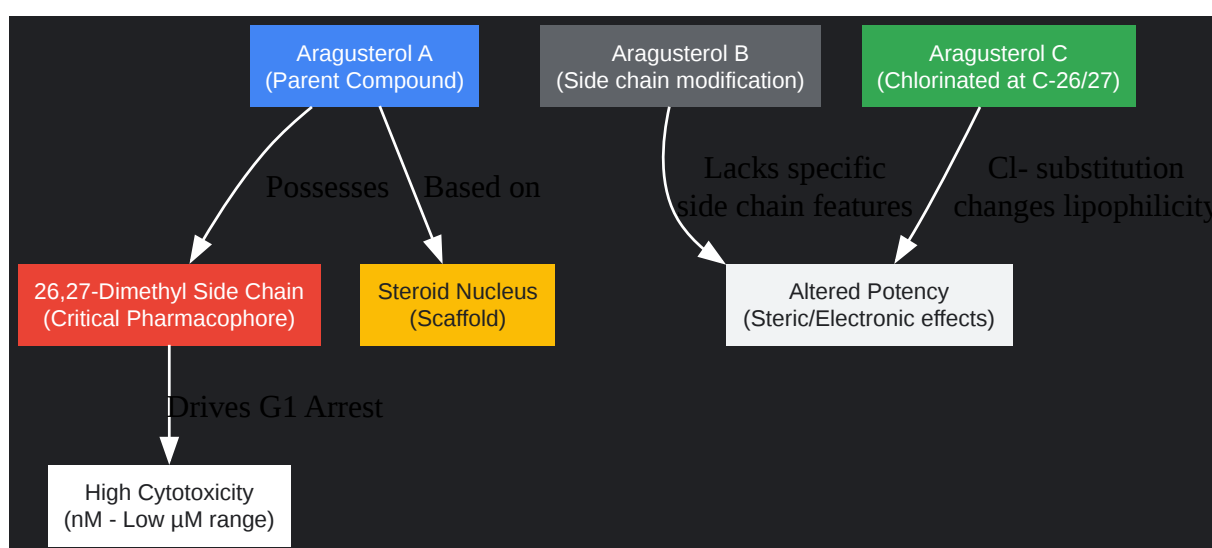 Aragusterol A
(Parent Compound)
Aragusterol B
(Side chain modification)
Aragusterol C
(Chlorinated at C-26/27)
Possesses
Based on
Lacks specific
side chain features
Cl- substitution
changes lipophilicity
26,27-Dimethyl Side Chain
(Critical Pharmacophore)
Steroid Nucleus
(Scaffold)
Altered Potency
(Steric/Electronic effects)
Drives G1 Arrest
High Cytotoxicity
(nM - Low µM range)